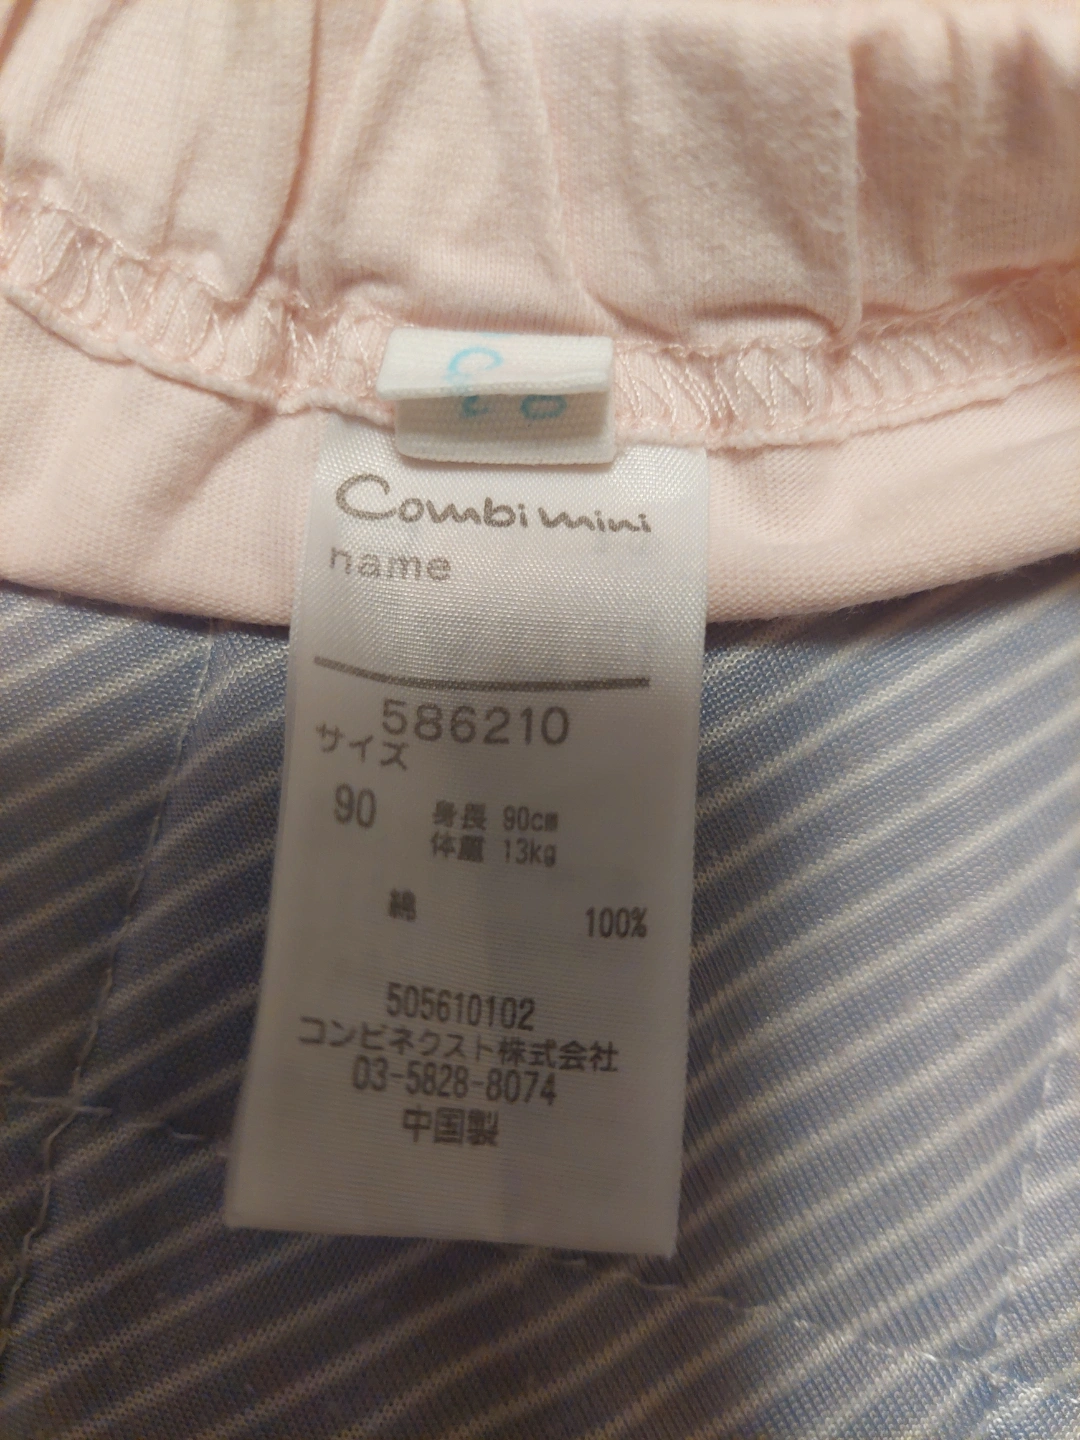 Combi mini
name
586210
サイズ
90
身長 90cm
体重 13kg
綿 100%
505610102
コンビネクスト株式会社
03-5828-8074
中国製